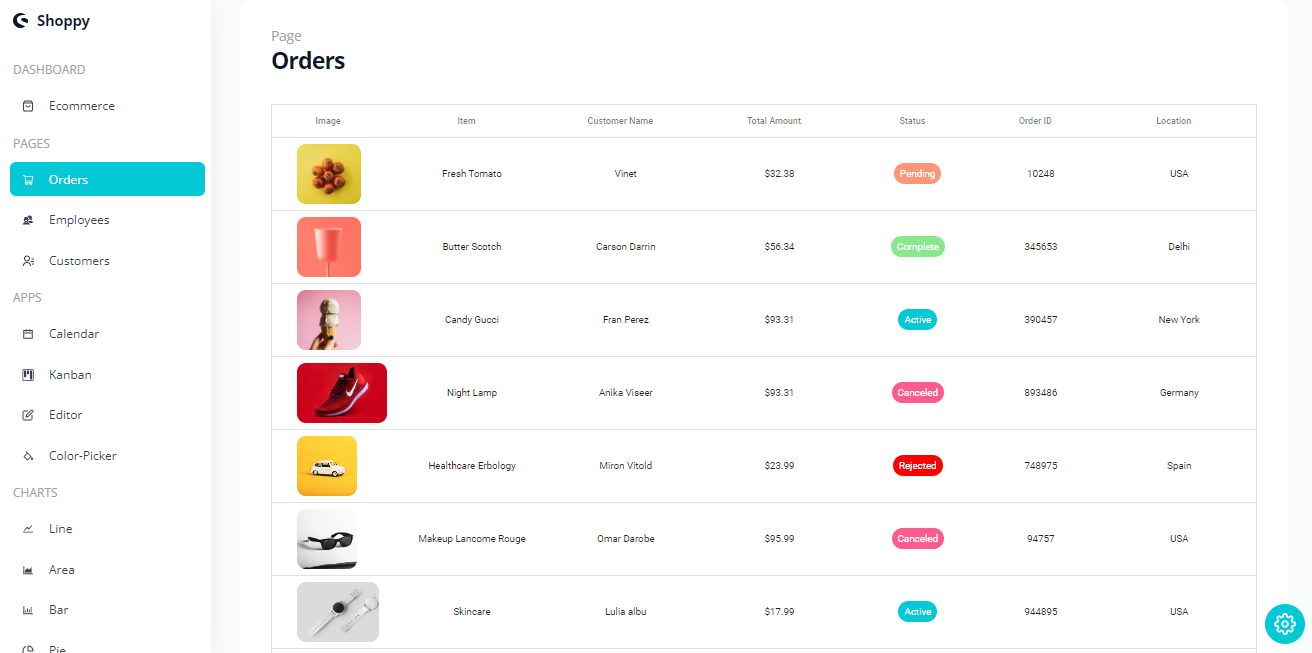 Shoppy
DASHBOARD
Ecommerce
PAGES
Orders
Employees
Customers
APPS
Calendar
Kanban
Editor
Color-Picker
CHARTS
Line
Area
Bar
Pie
Page
Orders
Image Item Customer Name Total Amount Status Order ID Location
Fresh Tomato Vinet $32.38 Pending 10248 USA
Butter Scotch Carson Darrin $56.34 Complete 345653 Delhi
Candy Gucci Fran Perez $93.31 Active 390457 New York
Night Lamp Anika Viseer $93.31 Canceled 893486 Germany
Healthcare Erbology Miron Vitold $23.99 Rejected 748975 Spain
Makeup Lancome Rouge Omar Darobe $95.99 Canceled 94757 USA
Skincare Lulia albu $17.99 Active 944895 USA